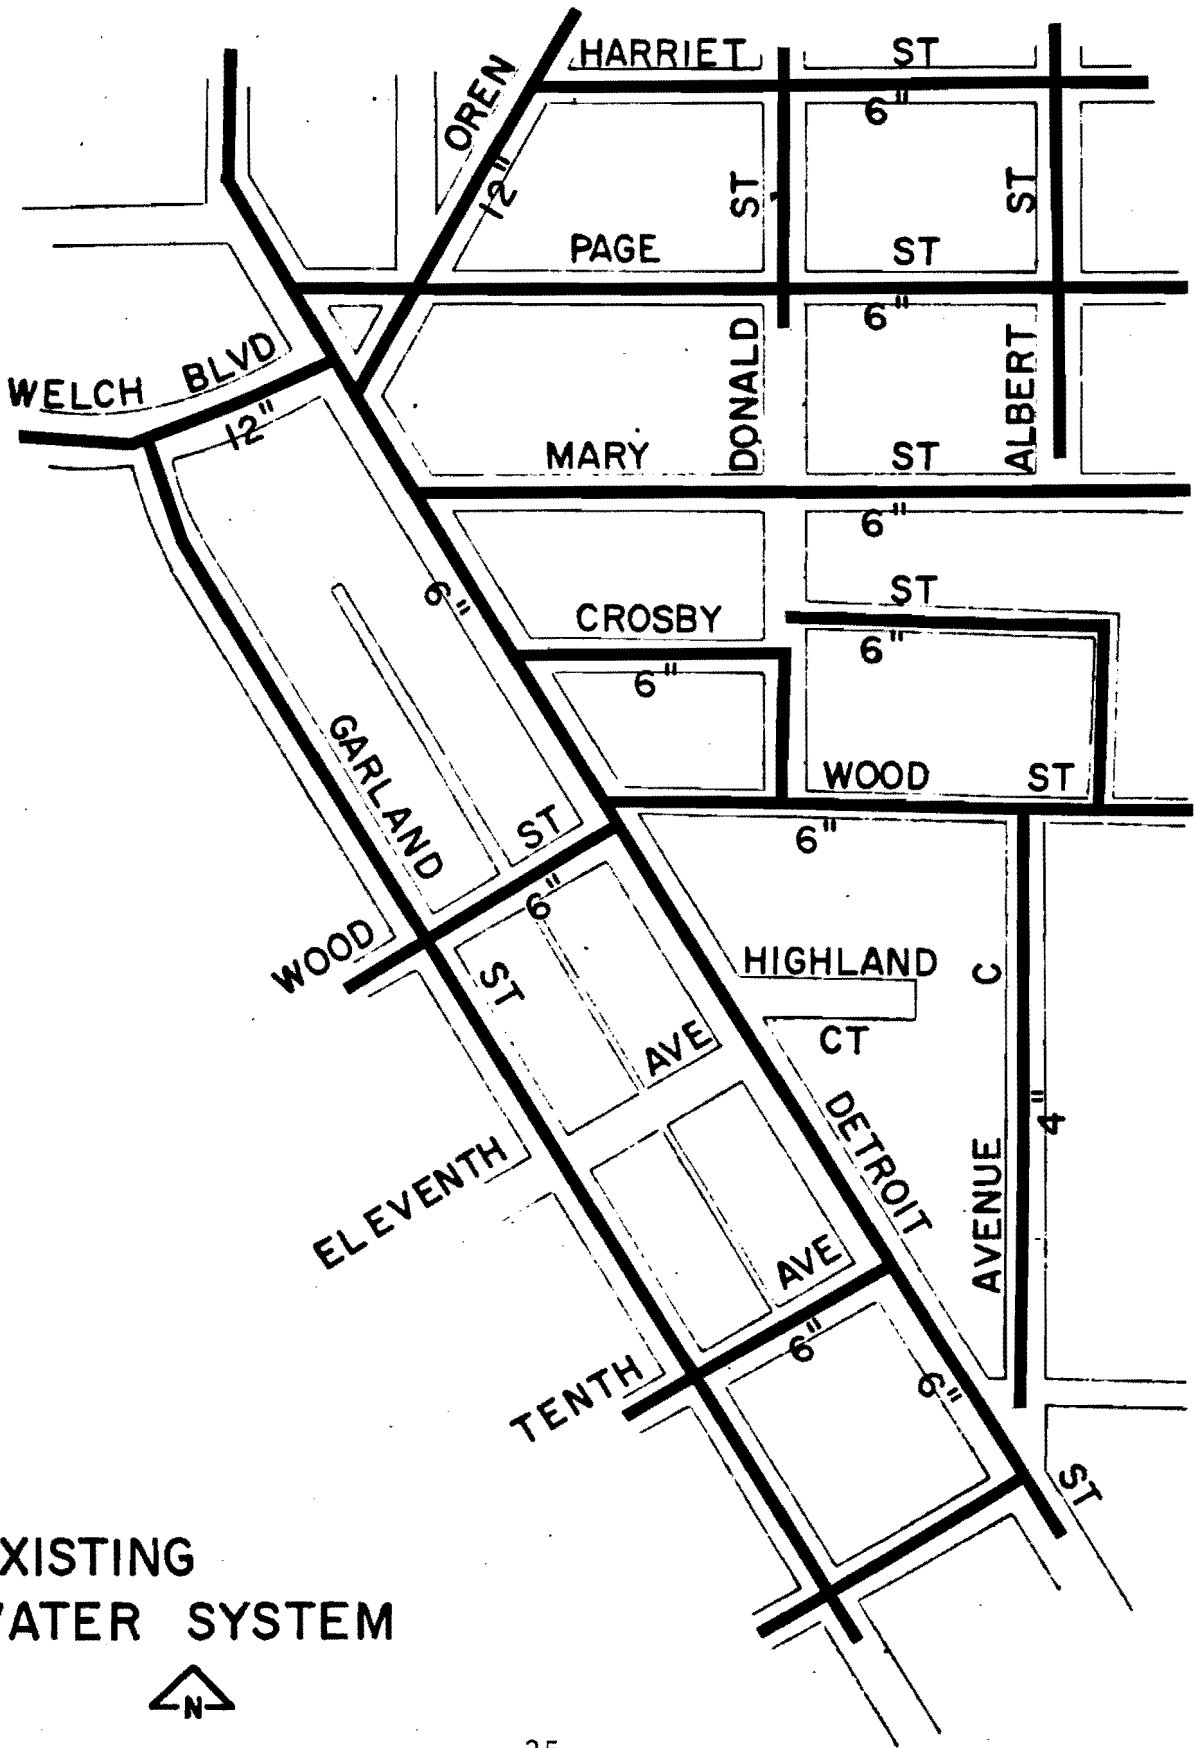 HARRIET ST
6"
OREN
12"
ST
ST
PAGE ST
6"
DONALD
ALBERT
WELCH BLVD
12"
MARY ST
6"
6"
CROSBY ST
6"
6"
GARLAND
ST
WOOD ST
6"
WOOD
ST
6"
HIGHLAND
CT
AVENUE C
4"
ELEVENTH AVE
DETROIT
ST
TENTH AVE
6"
6"
XISTING
ATER SYSTEM
N